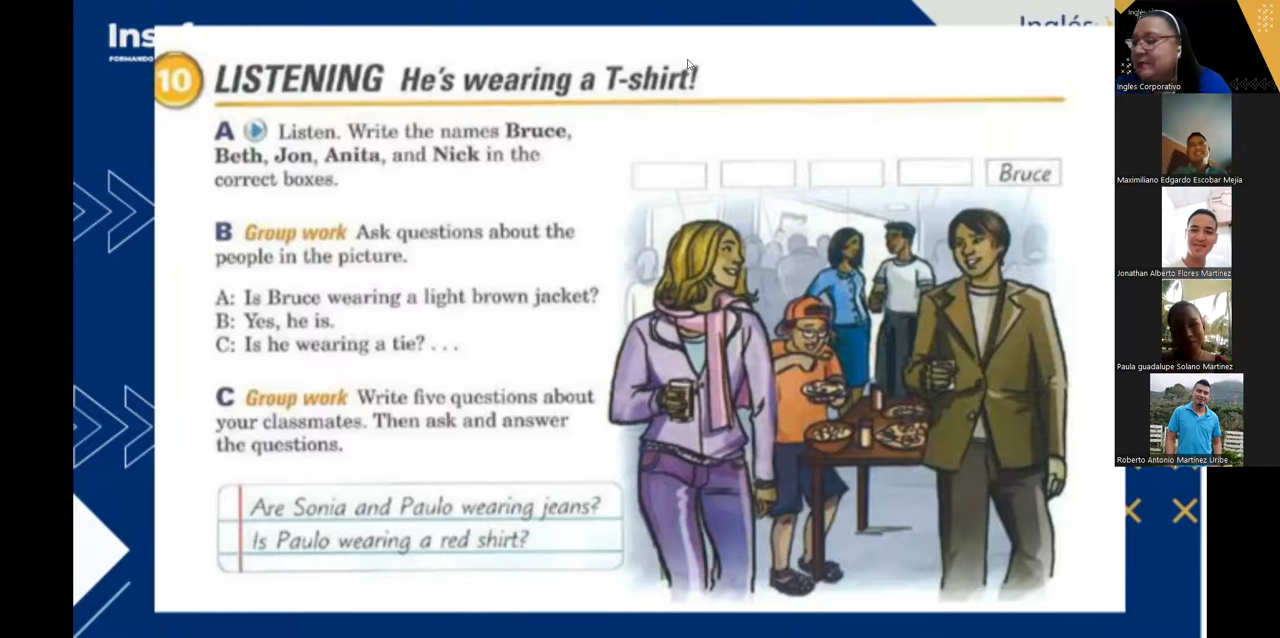 10 LISTENING He's wearing a T-shirt!
A Listen. Write the names Bruce,
Beth, Jon, Anita, and Nick in the
correct boxes.
B Group work Ask questions about the
people in the picture.
A: Is Bruce wearing a light brown jacket?
B: Yes, he is.
C: Is he wearing a tie? . . .
C Group work Write five questions about
your classmates. Then ask and answer
the questions.
Are Sonia and Paulo wearing jeans?
Is Paulo wearing a red shirt?
Bruce
Inglés
Ingles Corporativo
Maximiliano Edgardo Escobar Mejía
Jonathan Alberto Flores Martinez
Paula guadalupe Solano Martinez
Roberto Antonio Martínez Uribe